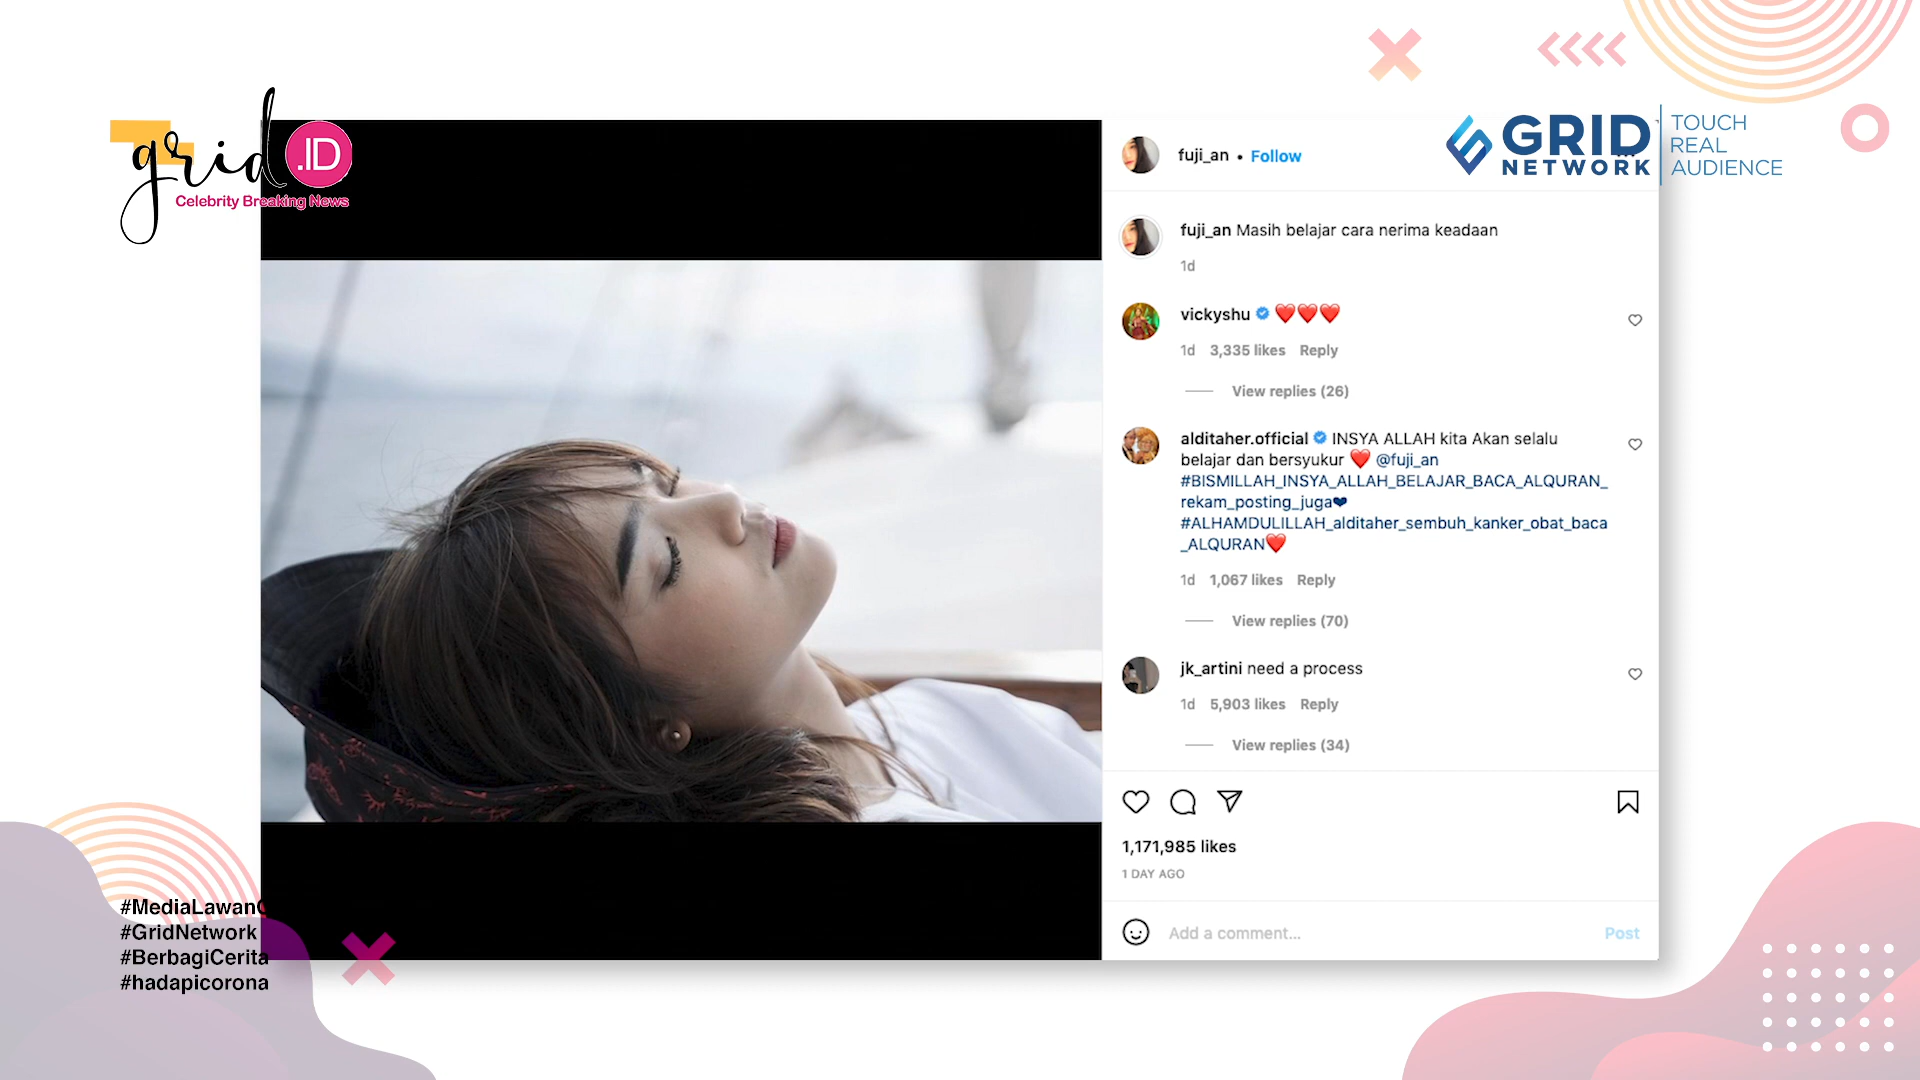 grid .ID
Celebrity Breaking News
GRID
NETWORK
TOUCH
REAL
AUDIENCE
fuji_an • Follow
fuji_an Masih belajar cara nerima keadaan
1d
vickyshu ❤️❤️❤️
1d 3,335 likes Reply
View replies (26)
alditaher.official INSYA ALLAH kita Akan selalu
belajar dan bersyukur ❤️ @fuji_an
#BISMILLAH_INSYA_ALLAH_BELAJAR_BACA_ALQURAN_
rekam_posting_juga❤
#ALHAMDULILLAH_alditaher_sembuh_kanker_obat_baca
_ALQURAN❤️
1d 1,067 likes Reply
View replies (70)
jk_artini need a process
1d 5,903 likes Reply
View replies (34)
1,171,985 likes
1 DAY AGO
Add a comment... Post
#MediaLawanC
#GridNetwork
#BerbagiCerita
#hadapicorona